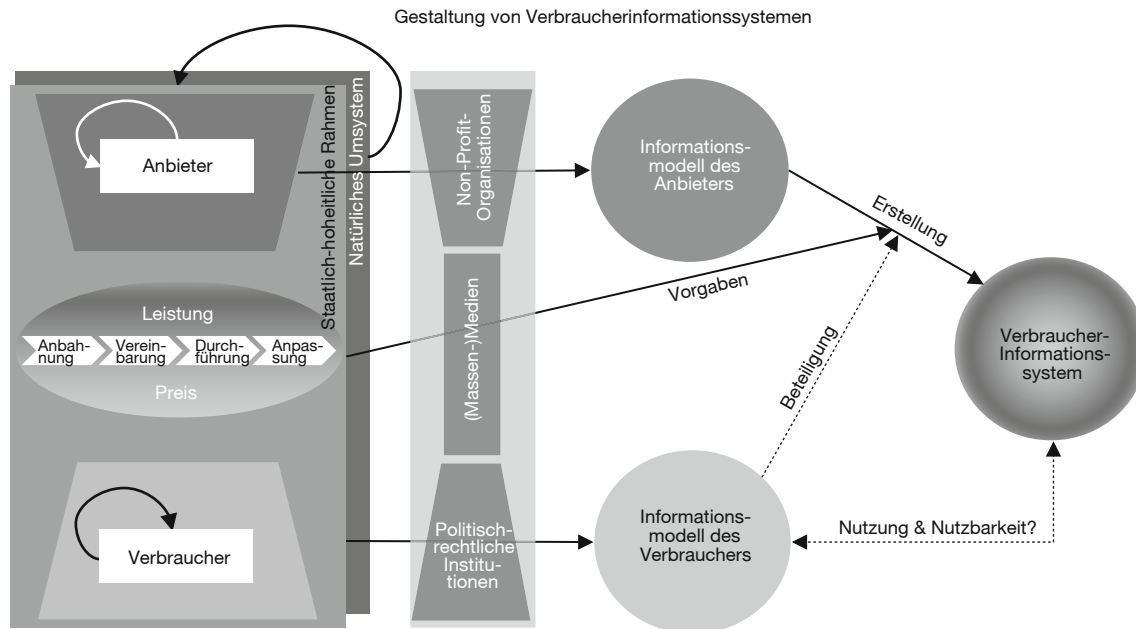 Gestaltung von Verbraucherinformationssystemen
Anbieter
Staatlich-hoheitliche Rahmen
Natürliches Umsystem
Leistung
Anbah-
nung
Verein-
barung
Durch-
führung
Anpas-
sung
Preis
Verbraucher
Non-Profit-
Organisationen
(Massen-)Medien
Politisch-
rechtliche
Institu-
tionen
Informations-
modell des
Anbieters
Erstellung
Vorgaben
Beteiligung
Verbraucher-
Informations-
system
Informations-
modell des
Verbrauchers
Nutzung & Nutzbarkeit?